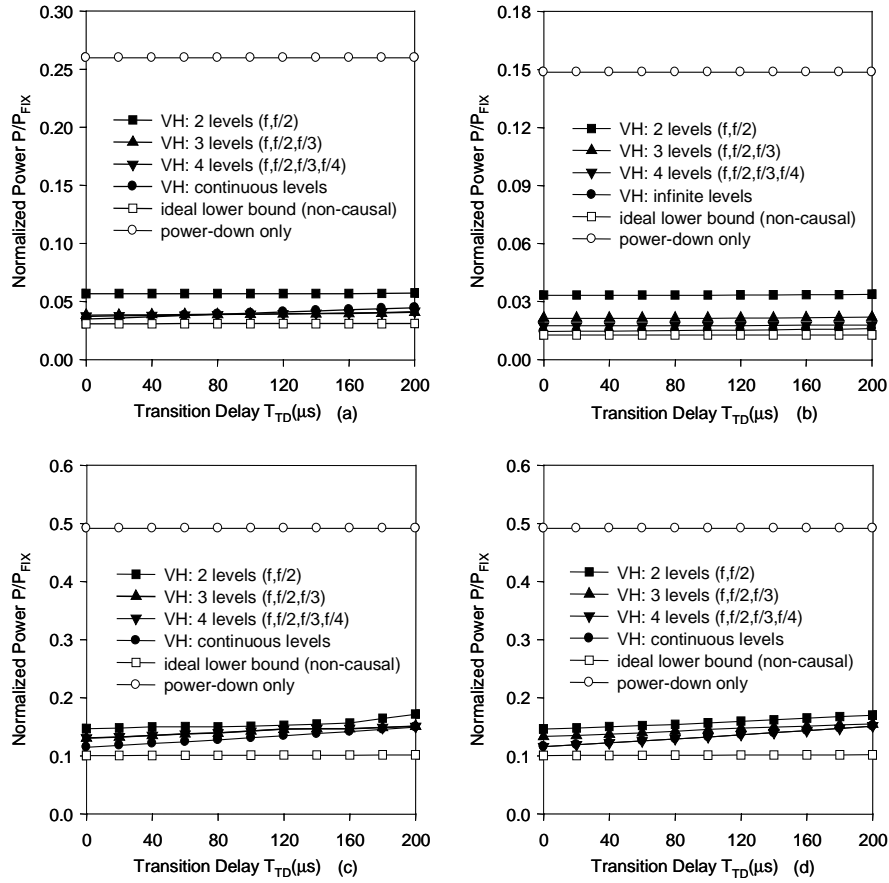 Normalized Power P/PFIX
0.30
0.25
0.20
0.15
0.10
0.05
0.00
VH: 2 levels (f,f/2)
VH: 3 levels (f,f/2,f/3)
VH: 4 levels (f,f/2,f/3,f/4)
VH: continuous levels
ideal lower bound (non-causal)
power-down only
0 40 80 120 160 200
Transition Delay TTD(μs) (a)
Normalized Power P/PFIX
0.18
0.15
0.12
0.09
0.06
0.03
0.00
VH: 2 levels (f,f/2)
VH: 3 levels (f,f/2,f/3)
VH: 4 levels (f,f/2,f/3,f/4)
VH: infinite levels
ideal lower bound (non-causal)
power-down only
0 40 80 120 160 200
Transition Delay TTD(μs) (b)
Normalized Power P/PFIX
0.6
0.5
0.4
0.3
0.2
0.1
0.0
VH: 2 levels (f,f/2)
VH: 3 levels (f,f/2,f/3)
VH: 4 levels (f,f/2,f/3,f/4)
VH: continuous levels
ideal lower bound (non-causal)
power-down only
0 40 80 120 160 200
Transition Delay TTD(μs) (c)
Normalized Power P/PFIX
0.6
0.5
0.4
0.3
0.2
0.1
0.0
VH: 2 levels (f,f/2)
VH: 3 levels (f,f/2,f/3)
VH: 4 levels (f,f/2,f/3,f/4)
VH: continuous levels
ideal lower bound (non-causal)
power-down only
0 40 80 120 160 200
Transition Delay TTD(μs) (d)